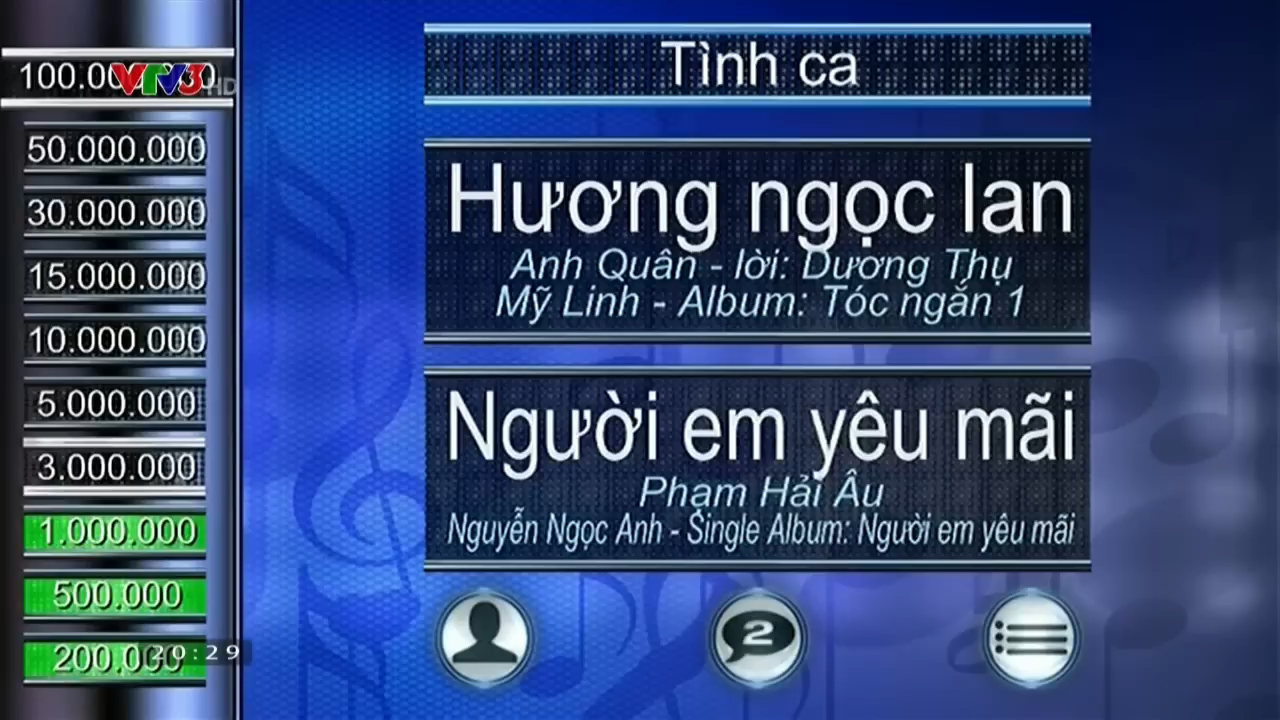 Tình ca
Hương ngọc lan
Anh Quân - lời: Dương Thụ
Mỹ Linh - Album: Tóc ngắn 1
Người em yêu mãi
Phạm Hải Âu
Nguyễn Ngọc Anh - Single Album: Người em yêu mãi
2
VTV3 HD
50.000.000
30.000.000
15.000.000
10.000.000
5.000.000
3.000.000
1.000.000
500.000
200.000
20:29